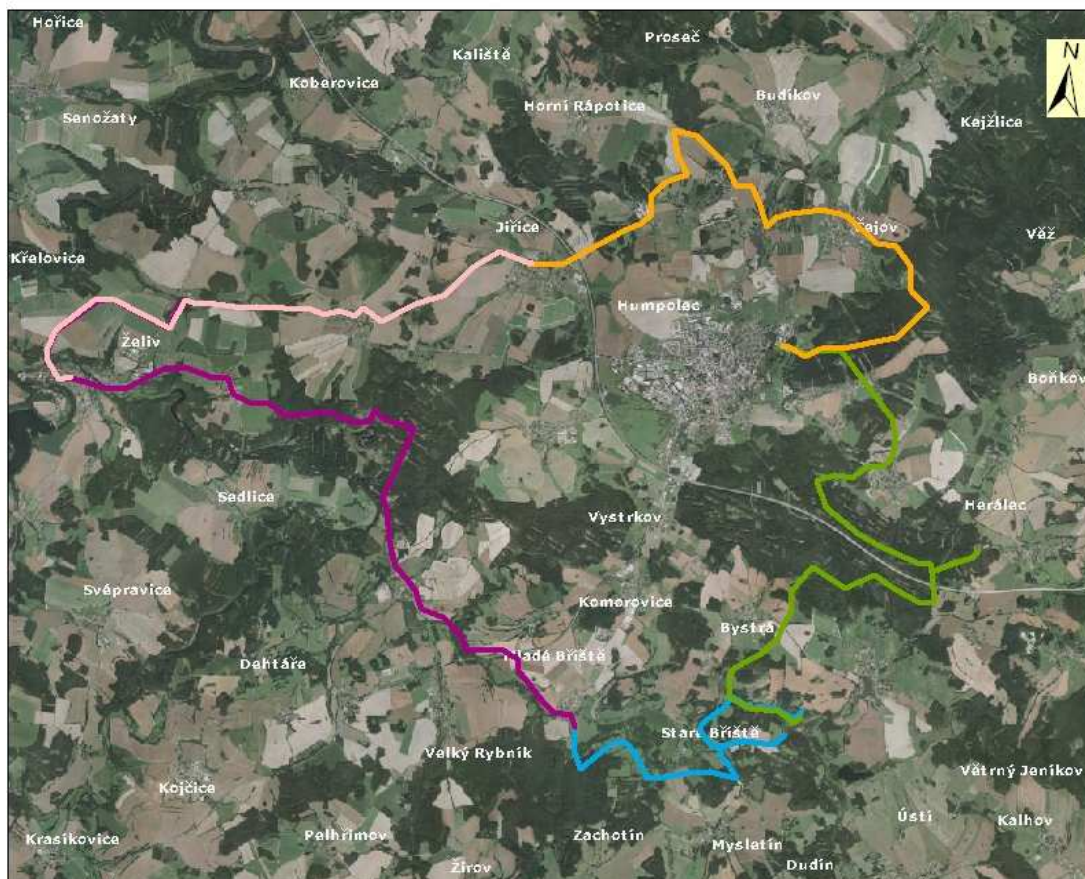 Hořice
Proseč
Kaliště
N
Koberovice
Budíkov
Horní Rápotice
Senožaty
Kejžlice
Jiřice
Čejov
Věž
Křelovice
Humpolec
Želiv
Boňkov
Sedlice
Herálec
Vystrkov
Svépravice
Komorovice
Bystrá
Mladé Bříště
Dehtáře
Staré Bříště
Velký Rybník
Větrný Jeníkov
Kojčice
Ústí
Kalhov
Krasíkovice
Pelhřimov
Zachotín
Mysletín
Žirov
Dudín